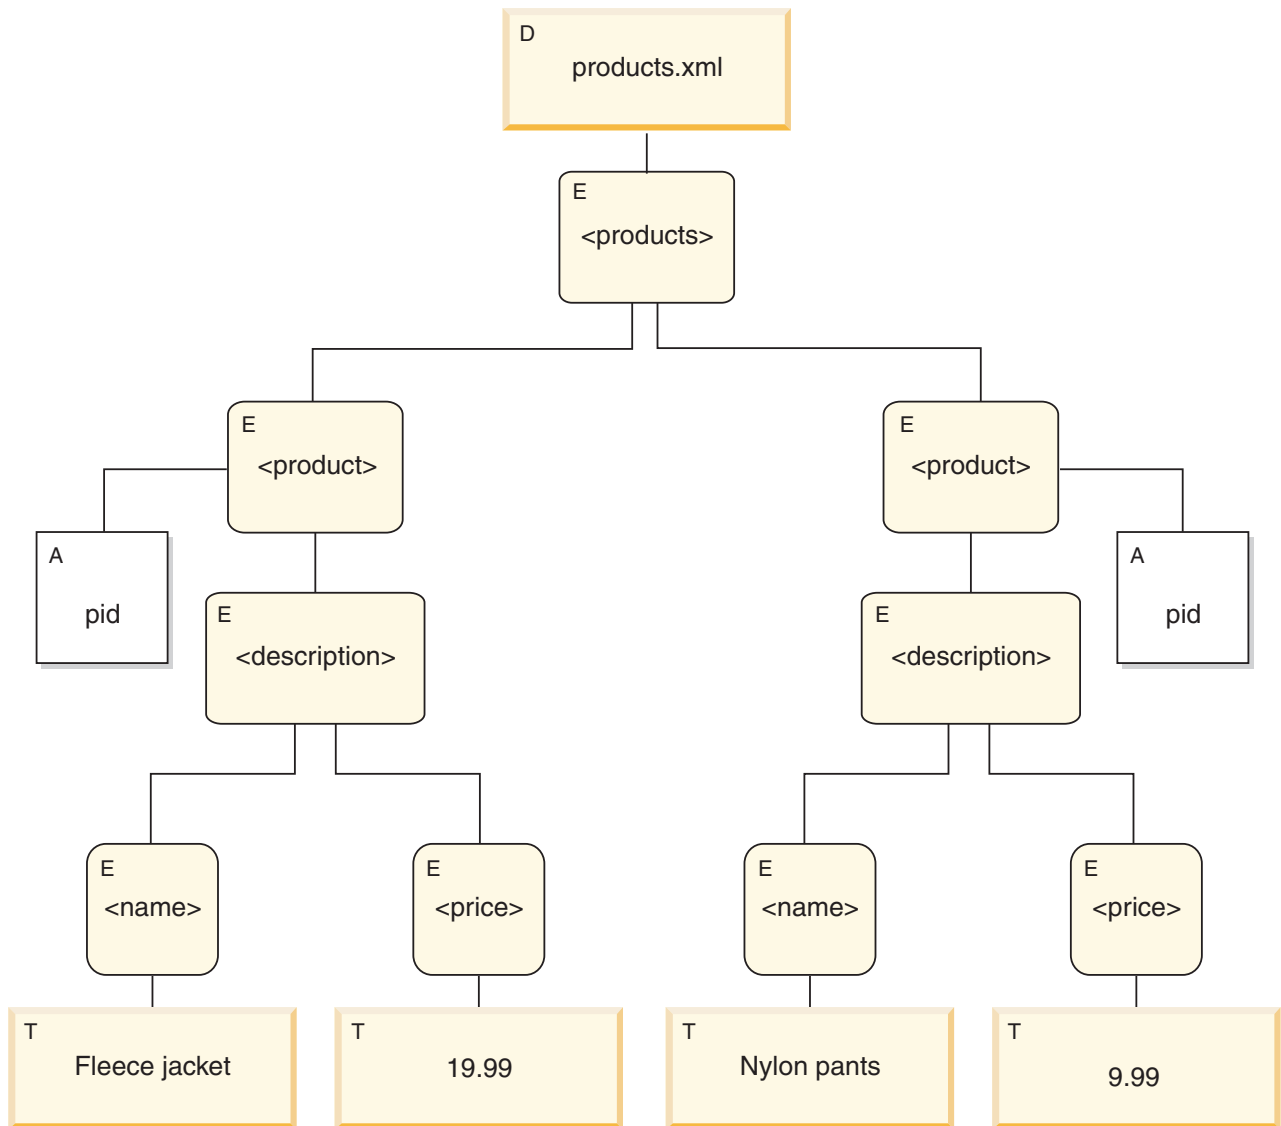 D
products.xml
E
<products>
E
<product>
E
<product>
A
pid
A
pid
E
<description>
E
<description>
E
<name>
E
<price>
E
<name>
E
<price>
T
Fleece jacket
T
19.99
T
Nylon pants
T
9.99